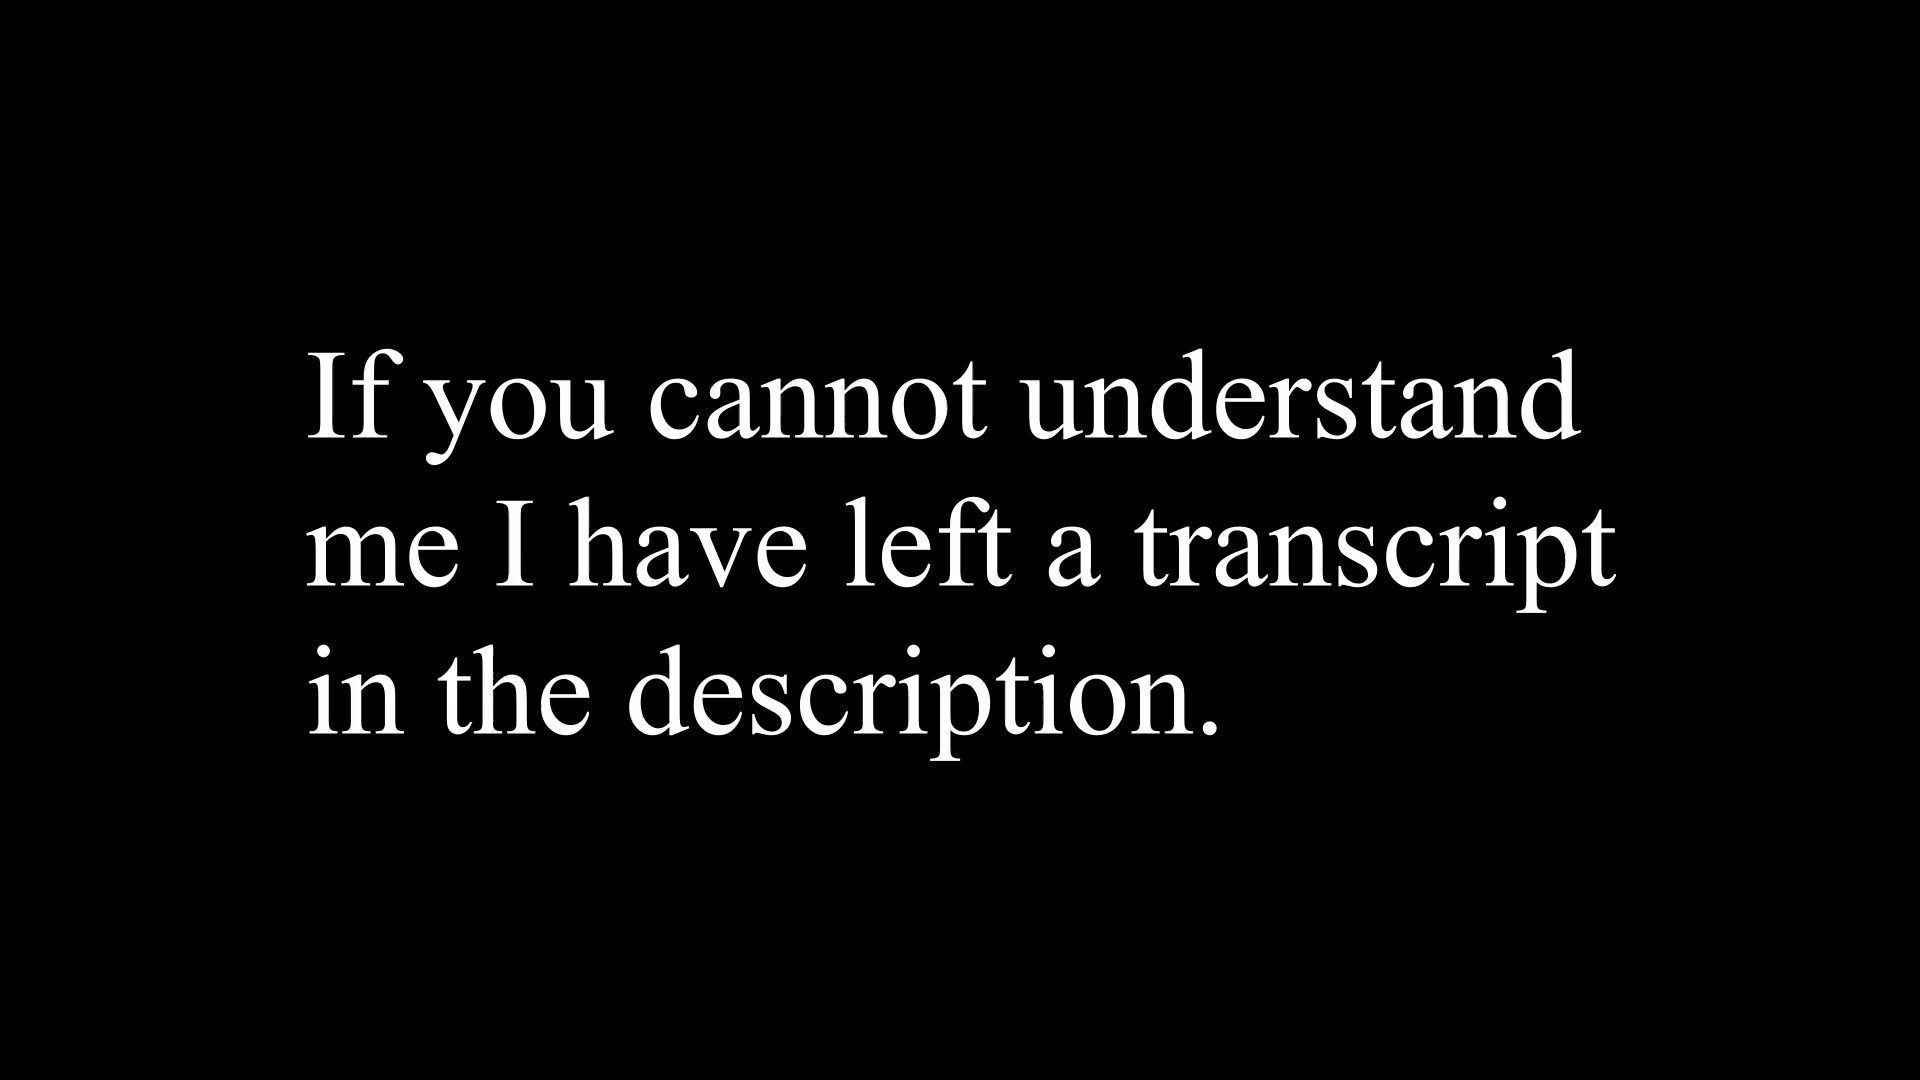 If you cannot understand
me I have left a transcript
in the description.